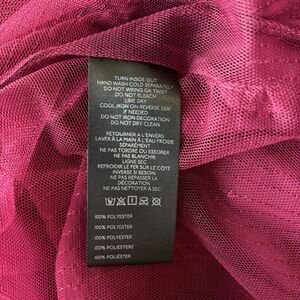 TURN INSIDE OUT
HAND WASH COLD SEPARATELY
DO NOT WRING OR TWIST
DO NOT BLEACH
LINE DRY
COOL IRON ON REVERSE SIDE
IF NEEDED
DO NOT IRON DECORATION
DO NOT DRY CLEAN
RETOURNER À L'ENVERS
LAVER À LA MAIN À L'EAU FROIDE
SÉPARÉMENT
NE PAS TORDRE OU ESSORER
NE PAS BLANCHIR
LIGNE SEC
REFROIDIR LE FER SUR LE CÔTÉ
INVERSE SI BESOIN
NE PAS REPASSER LA
DÉCORATION
NE PAS NETTOYER À SEC
100% POLYESTER
100% POLYESTER
100% POLYESTER
100% POLIESTERE
100% POLIÉSTER